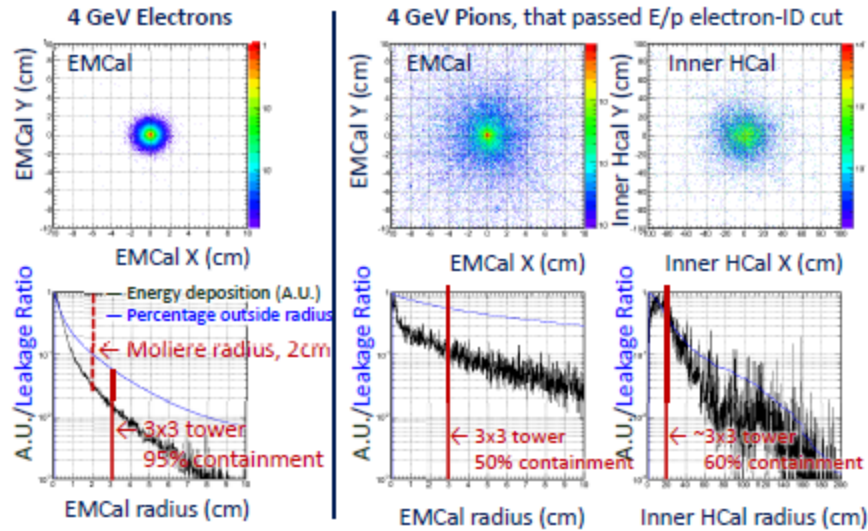 4 GeV Electrons
4 GeV Pions, that passed E/p electron-ID cut
EMCal
EMCal
Inner HCal
EMCal Y (cm)
EMCal Y (cm)
Inner HCal Y (cm)
EMCal X (cm)
EMCal X (cm)
Inner HCal X (cm)
A.U./Leakage Ratio
Energy deposition (A.U.)
Percentage outside radius
← Moliere radius, 2cm
← 3x3 tower
95% containment
EMCal radius (cm)
A.U./Leakage Ratio
← 3x3 tower
50% containment
EMCal radius (cm)
A.U./Leakage Ratio
← ~3x3 tower
60% containment
Inner HCal radius (cm)